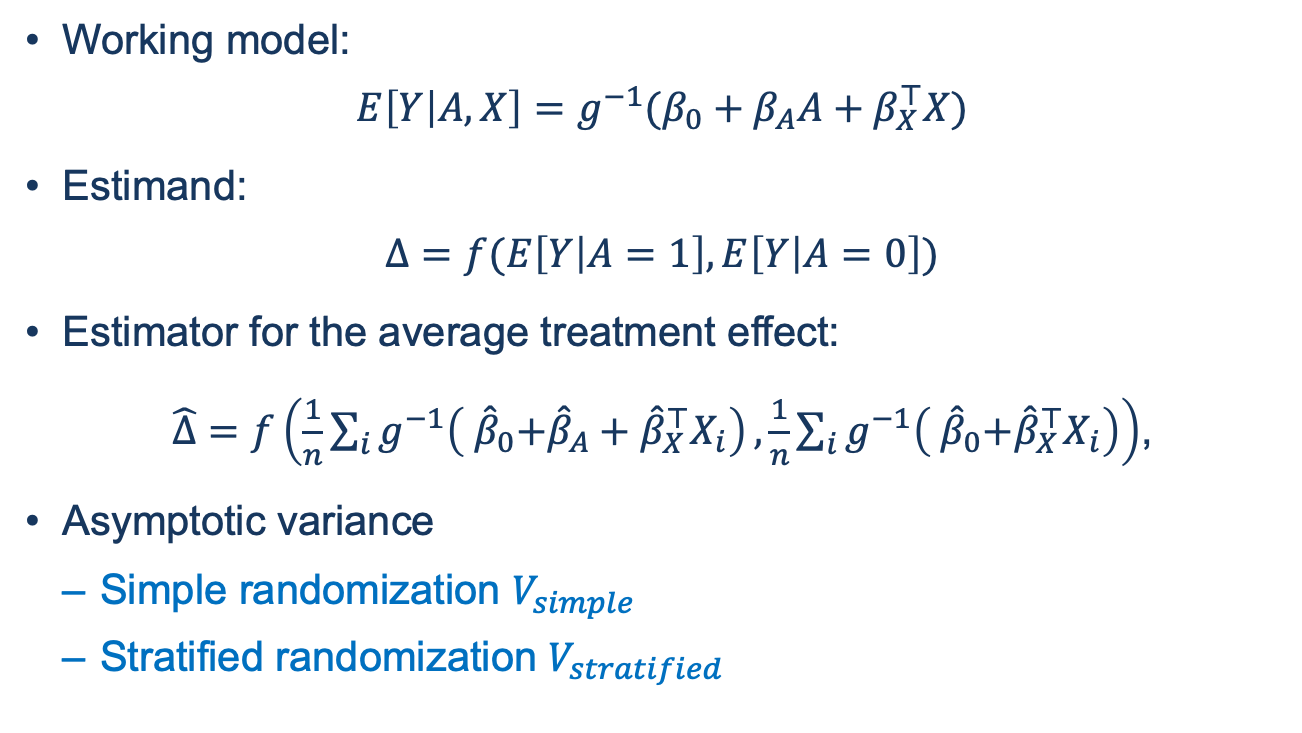 • Working model:
E[Y|A, X] = g⁻¹(β₀ + β_A A + β_X^⊤ X)
• Estimand:
Δ = f(E[Y|A = 1], E[Y|A = 0])
• Estimator for the average treatment effect:
Δ̂ = f(1/n ∑ᵢ g⁻¹( β̂₀+β̂_A + β̂_X^⊤ Xᵢ) , 1/n ∑ᵢ g⁻¹( β̂₀+β̂_X^⊤ Xᵢ)),
• Asymptotic variance
– Simple randomization V_simple
– Stratified randomization V_stratified